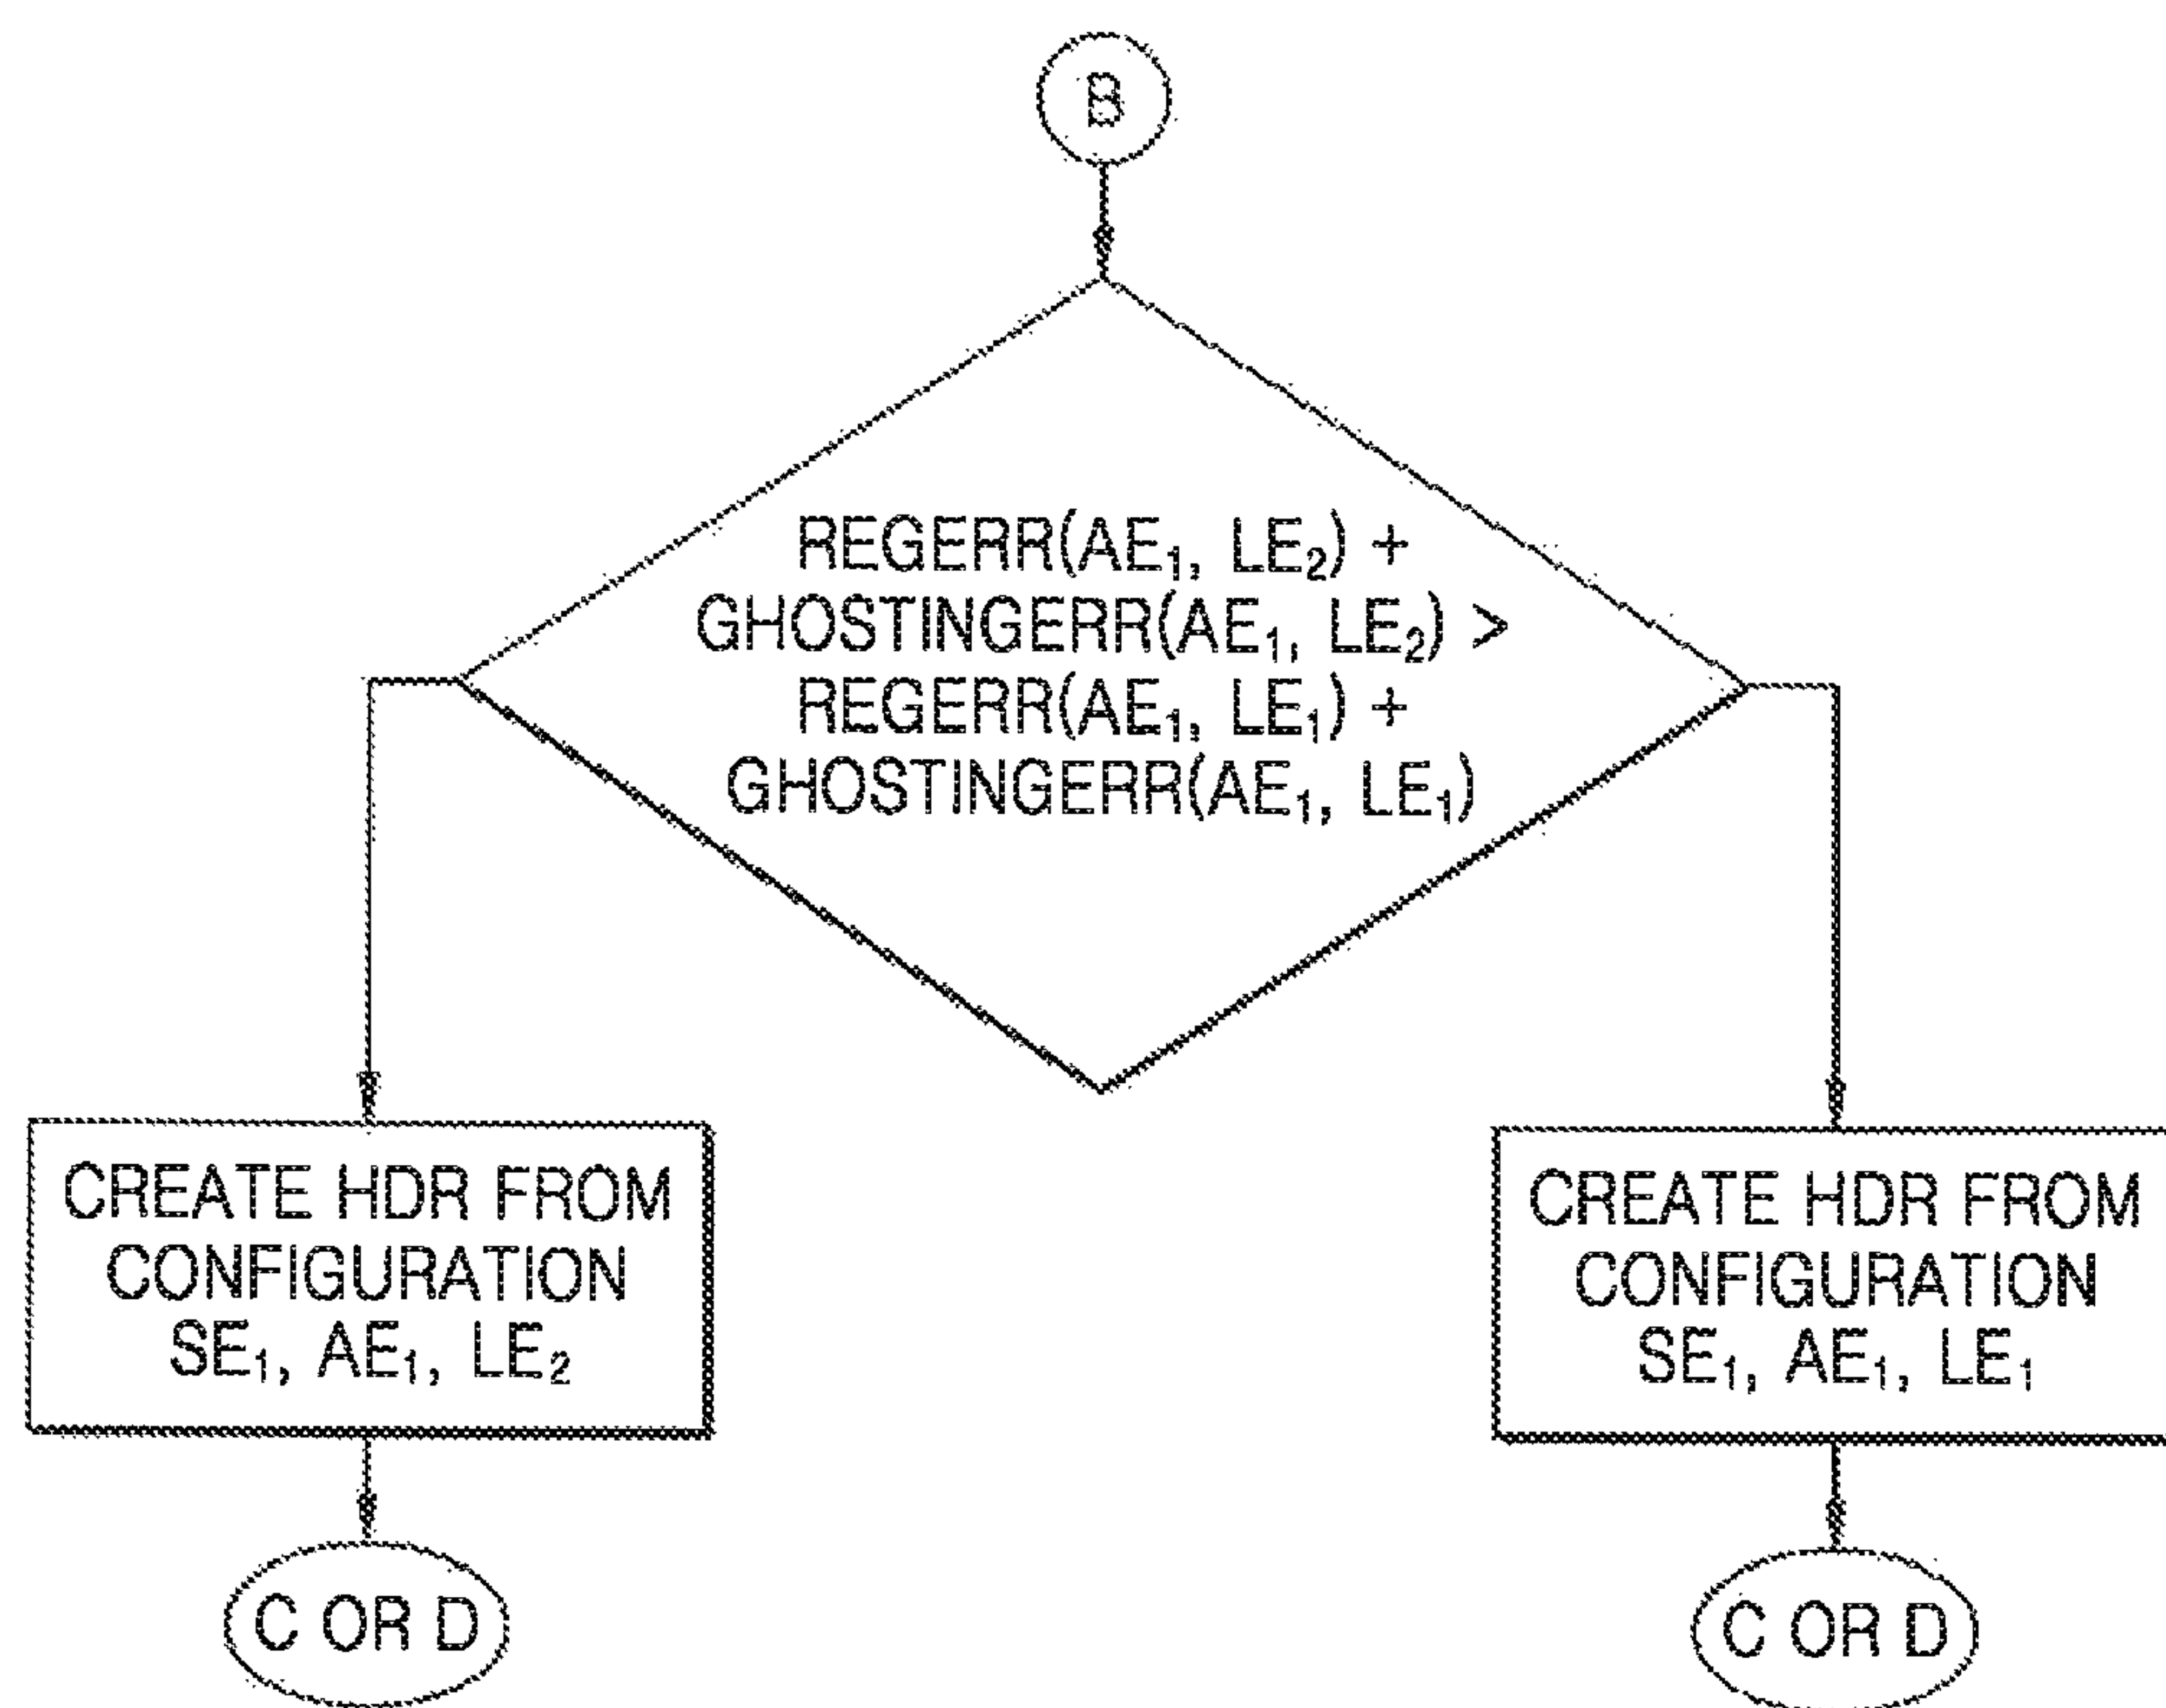 B
REGERR(AE₁, LE₂) +
GHOSTINGERR(AE₁, LE₂) >
REGERR(AE₁, LE₁) +
GHOSTINGERR(AE₁, LE₁)
CREATE HDR FROM
CONFIGURATION
SE₁, AE₁, LE₂
CREATE HDR FROM
CONFIGURATION
SE₁, AE₁, LE₁
C OR D
C OR D